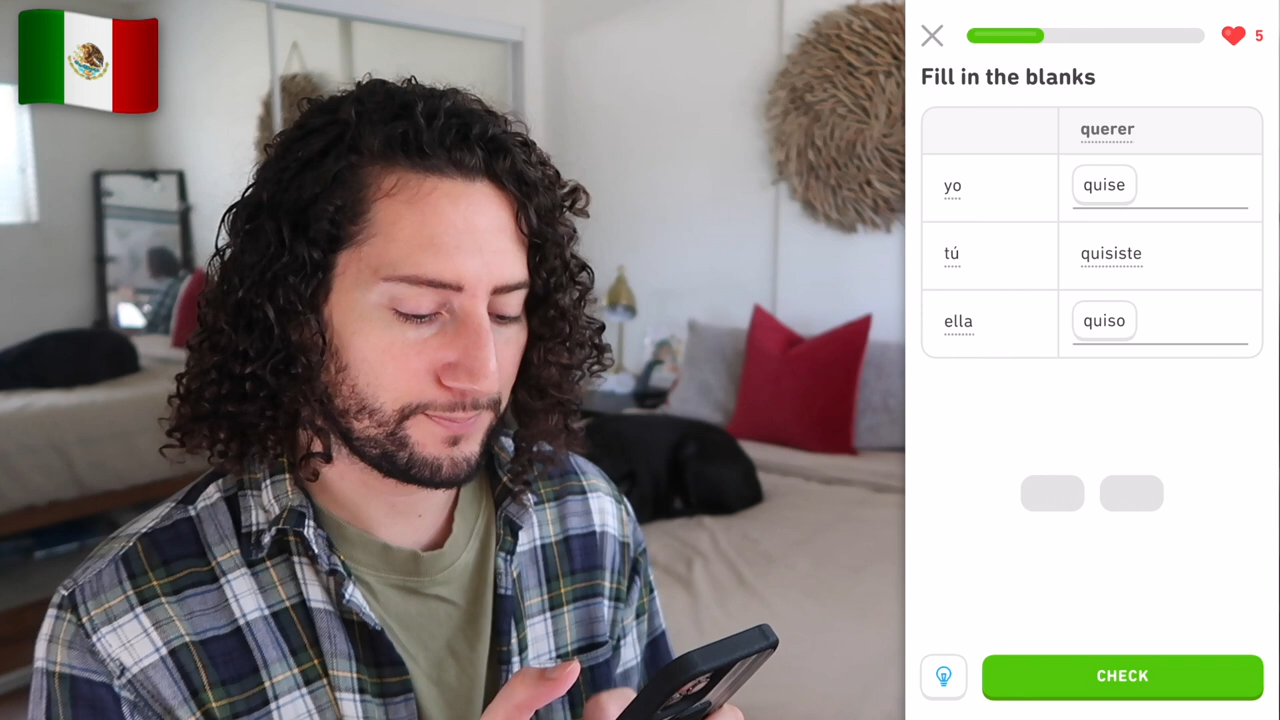 5
Fill in the blanks
querer
yo quise
tú quisiste
ella quiso
CHECK